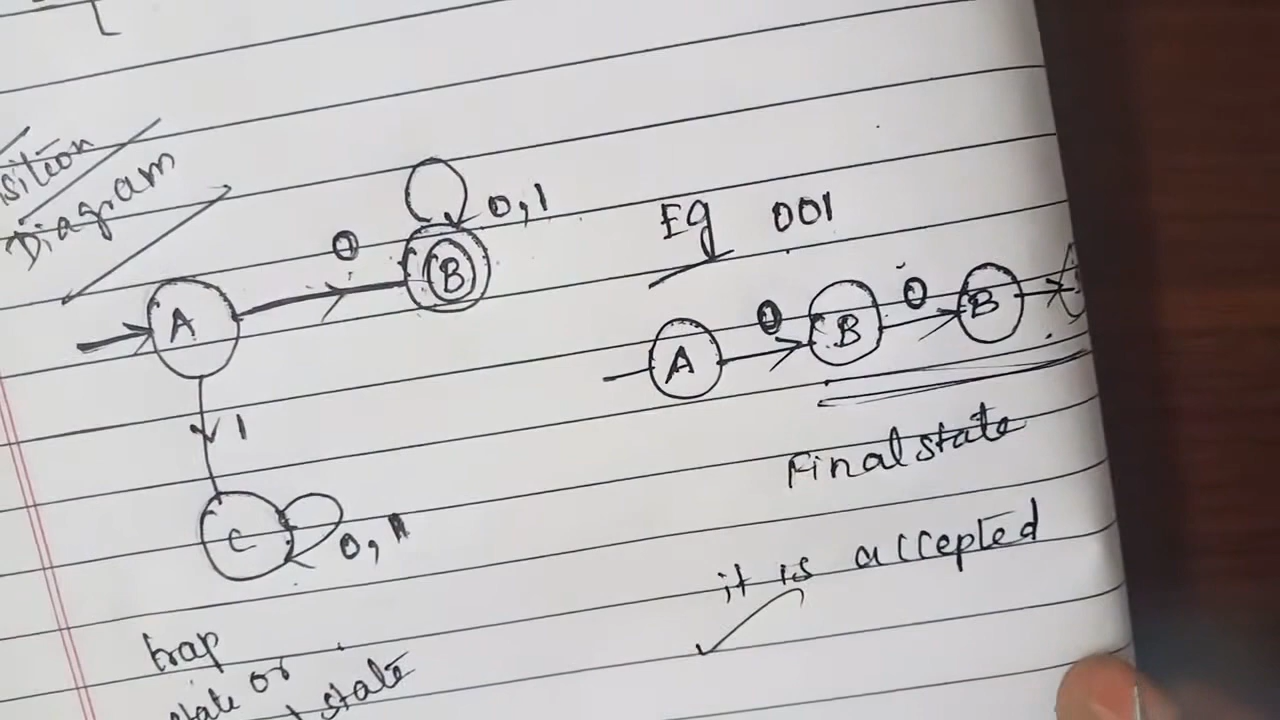 sition
Diagram
0,1
0
B
A
1
C
0,1
trap
state or
state
Eg 001
A 0 B 0 B
Final state
it is accepted